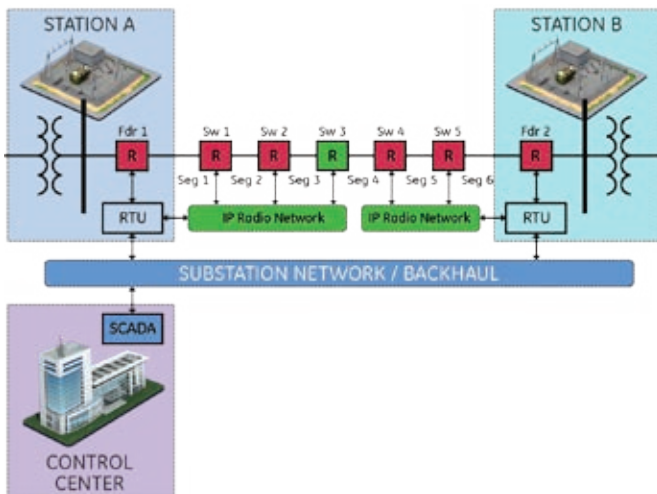 STATION A
STATION B
Fdr 1
Sw 1
Sw 2
Sw 3
Sw 4
Sw 5
Fdr 2
R
R
R
R
R
R
R
Seg 1
Seg 2
Seg 3
Seg 4
Seg 5
Seg 6
RTU
IP Radio Network
IP Radio Network
RTU
SUBSTATION NETWORK / BACKHAUL
SCADA
CONTROL
CENTER